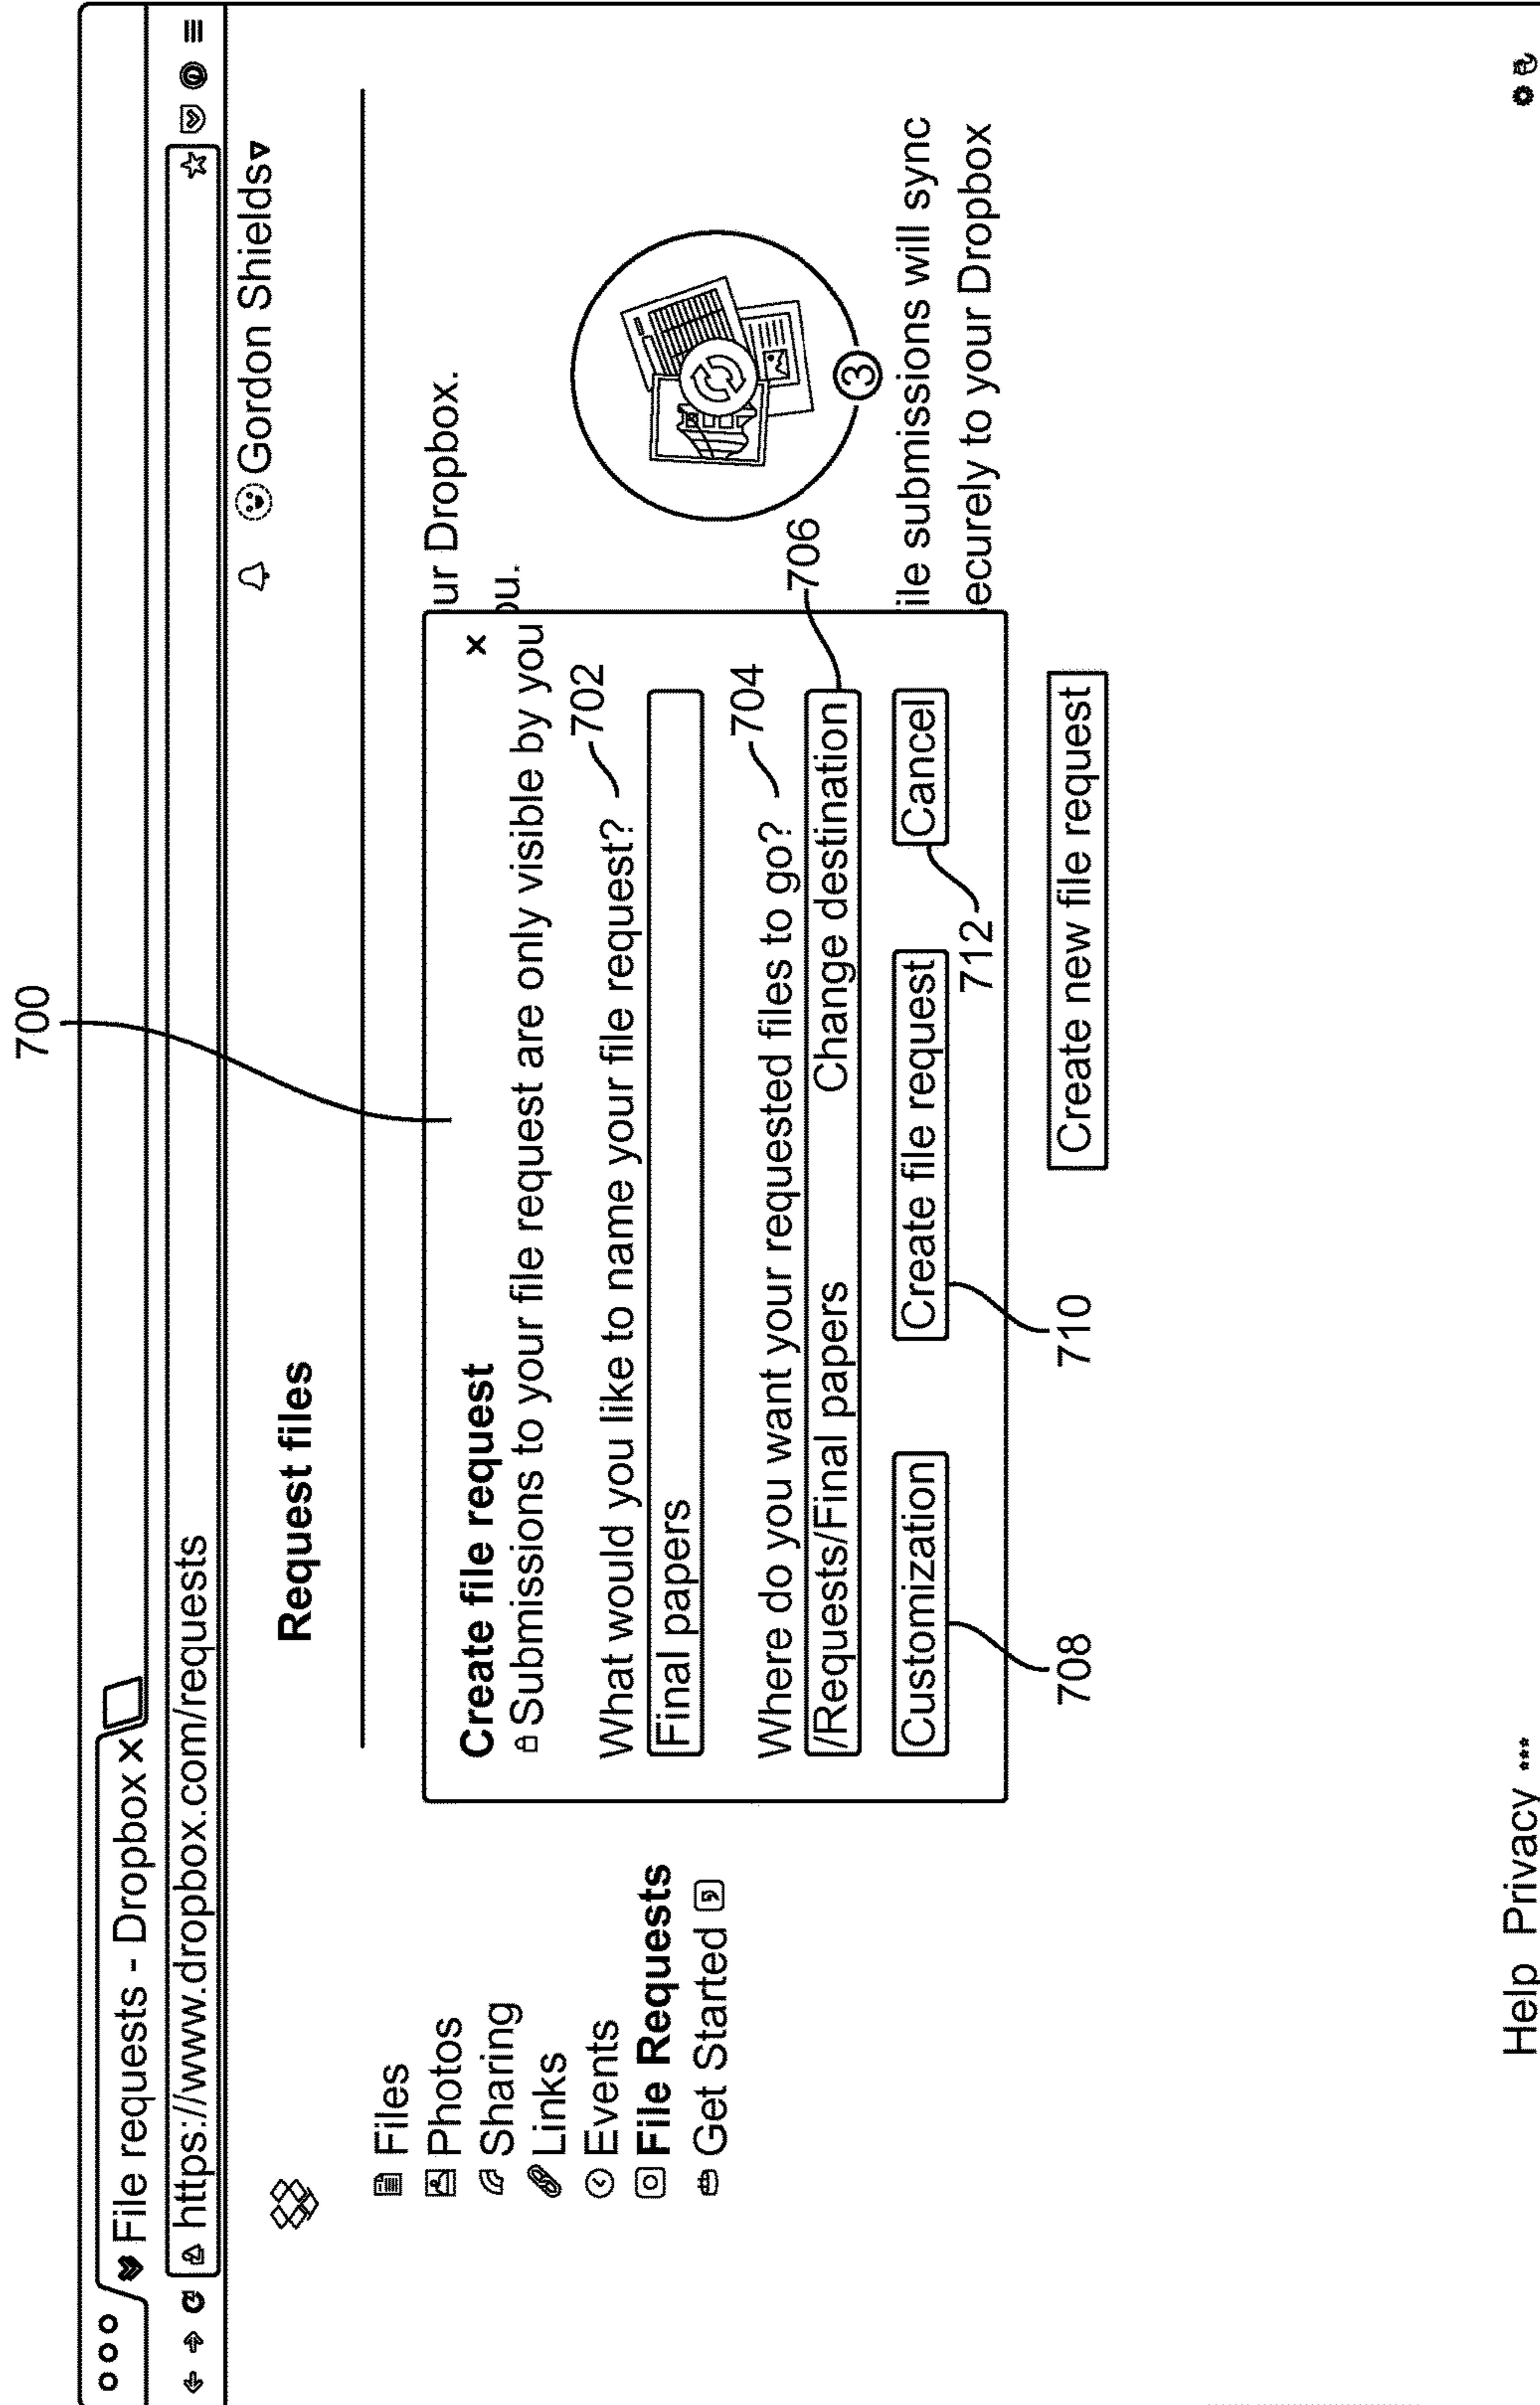 700
File requests - Dropbox X
https://www.dropbox.com/requests
Gordon Shields
Request files
Files
Photos
Sharing
Links
Events
File Requests
Get Started
ur Dropbox.
ou.
Create file request x
Submissions to your file request are only visible by you
What would you like to name your file request? 702
Final papers
Where do you want your requested files to go? 704
/Requests/Final papers Change destination 706
Customization Create file request Cancel
708 710 712
3
ile submissions will sync
ecurely to your Dropbox
Create new file request
Help Privacy •••